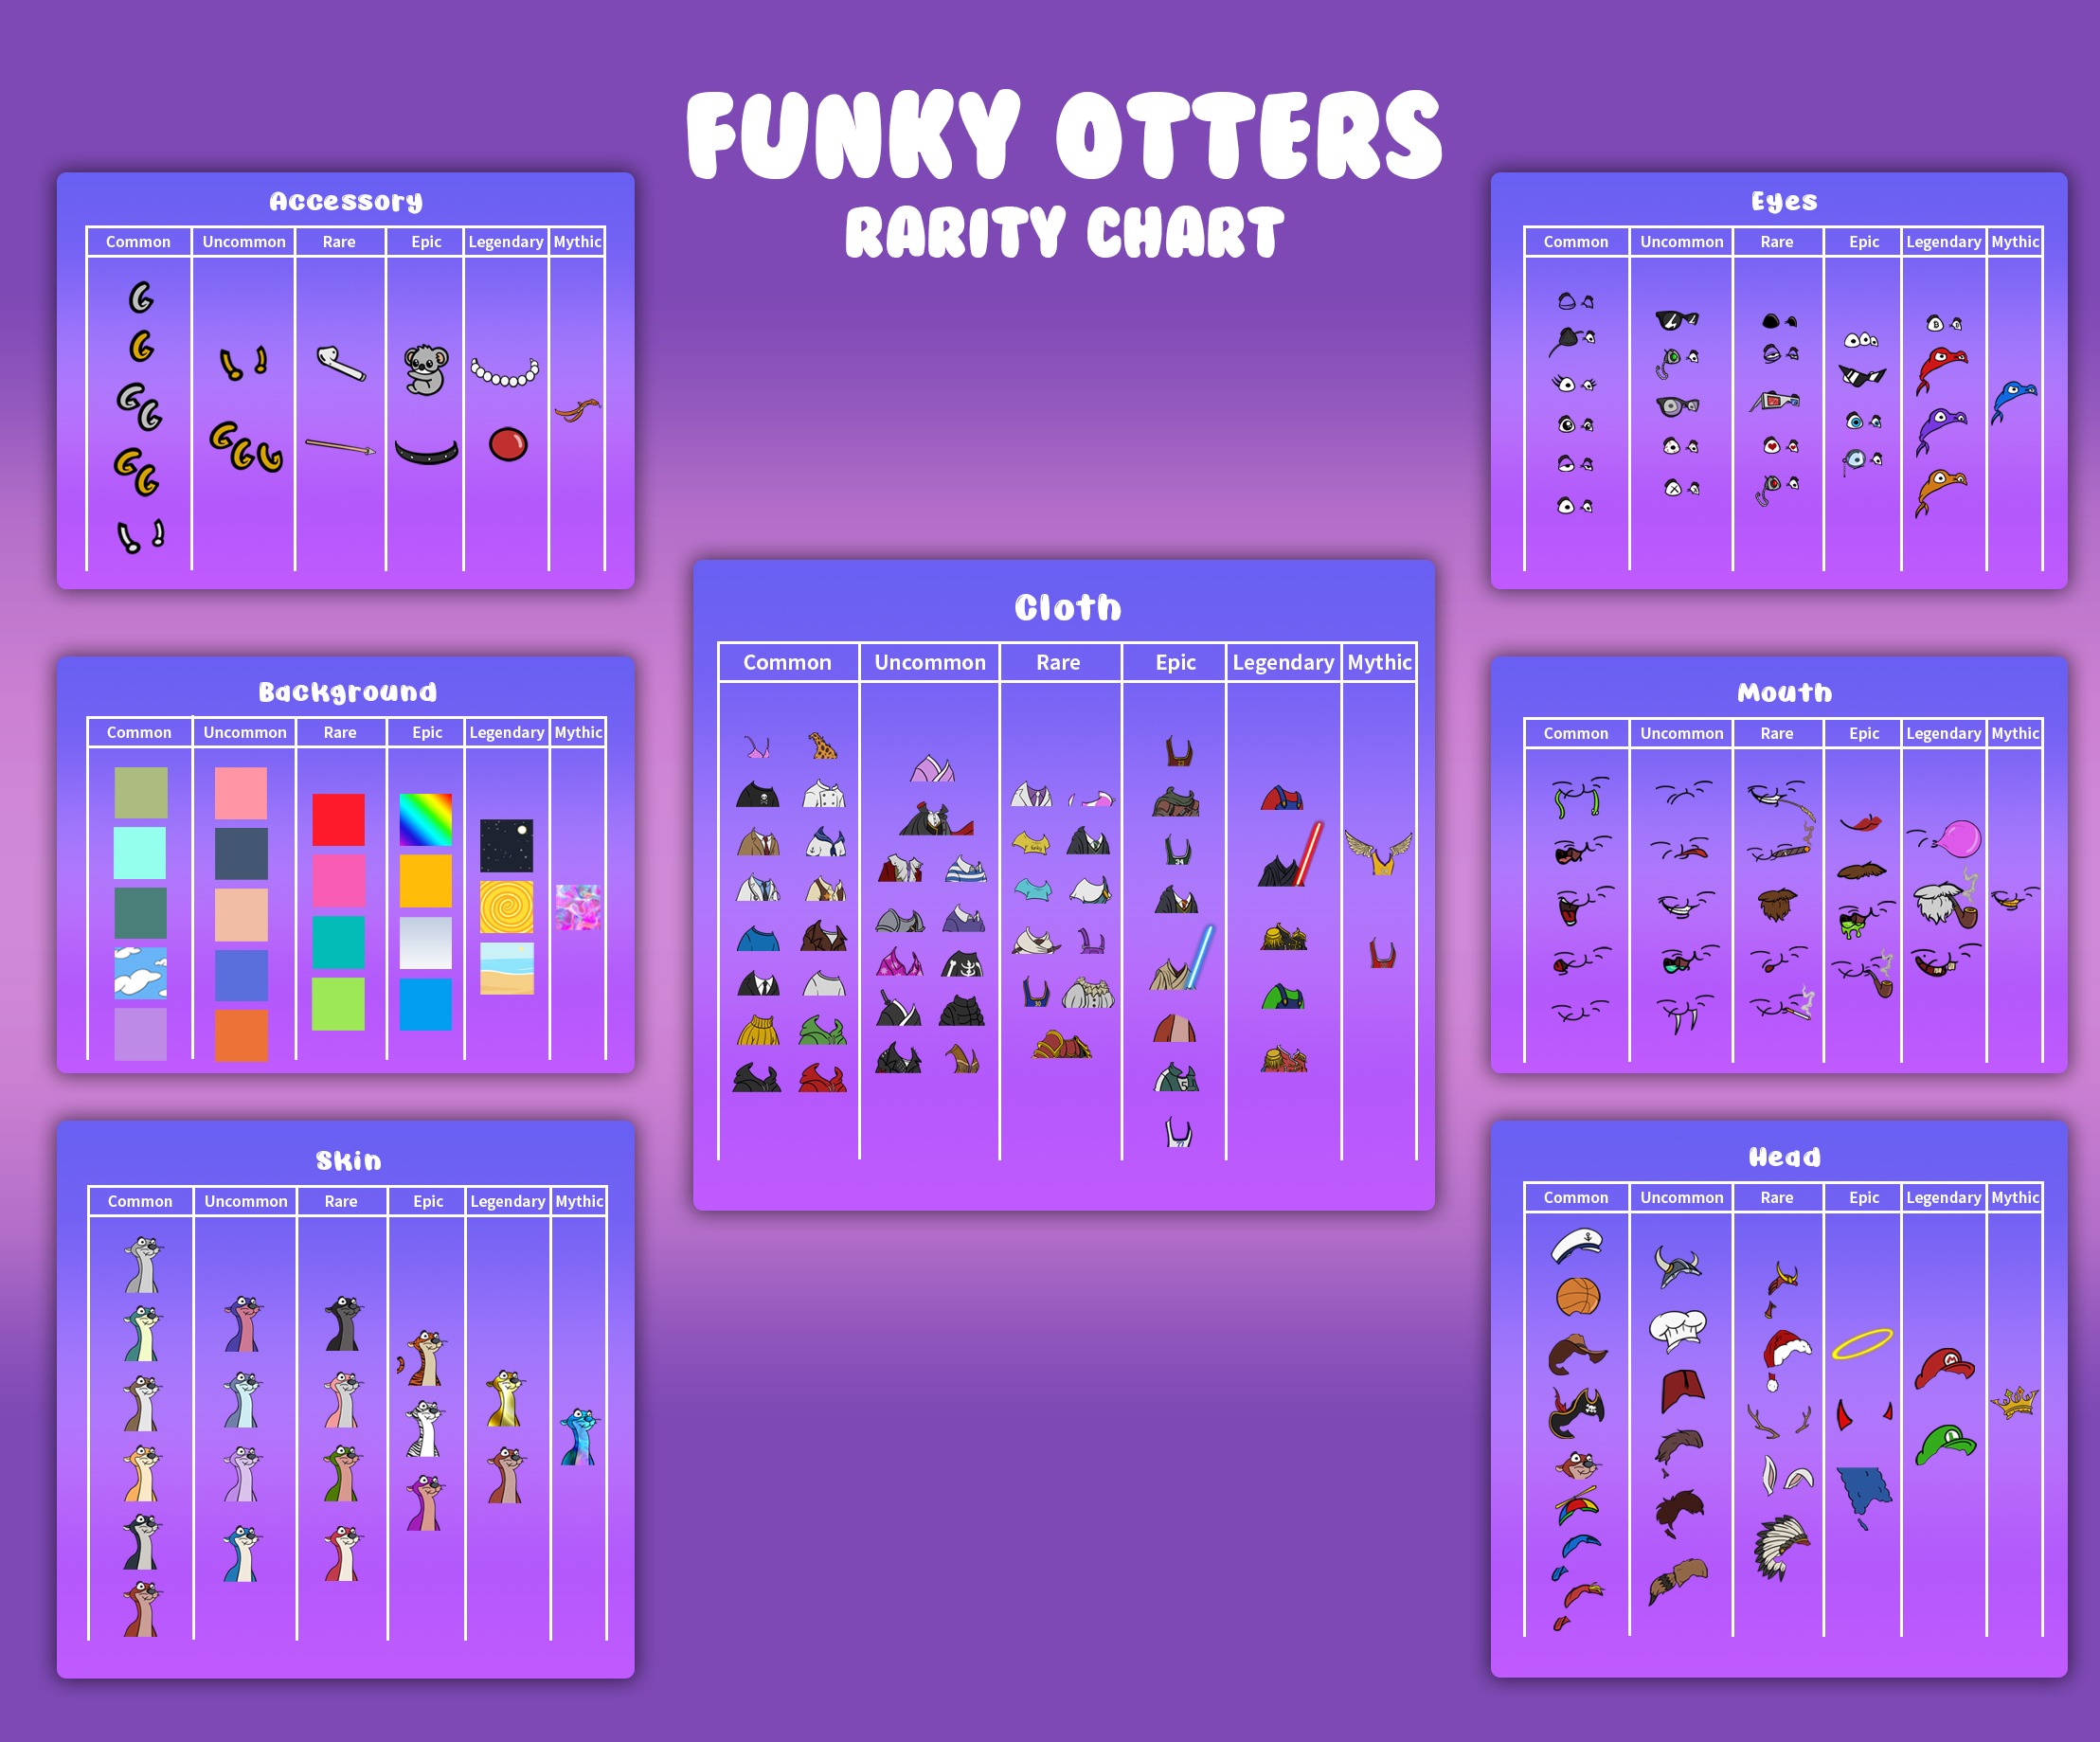 FUNKY OTTERS
RARITY CHART
Accessory
Common Uncommon Rare Epic Legendary Mythic
Eyes
Common Uncommon Rare Epic Legendary Mythic
Cloth
Common Uncommon Rare Epic Legendary Mythic
Background
Common Uncommon Rare Epic Legendary Mythic
Mouth
Common Uncommon Rare Epic Legendary Mythic
Skin
Common Uncommon Rare Epic Legendary Mythic
Head
Common Uncommon Rare Epic Legendary Mythic